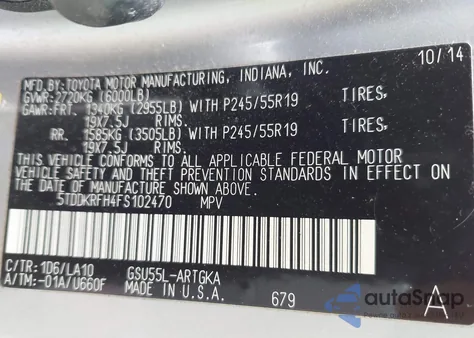 MFD.BY:TOYOTA MOTOR MANUFACTURING, INDIANA, INC. 10/14
GVWR:2720KG (6000LB)
GAWR:FRT. 1340KG (2955LB) WITH P245/55R19 TIRES,
19X7.5J RIMS.
RR. 1585KG (3505LB) WITH P245/55R19 TIRES,
19X7.5J RIMS.
THIS VEHICLE CONFORMS TO ALL APPLICABLE FEDERAL MOTOR
VEHICLE SAFETY AND THEFT PREVENTION STANDARDS IN EFFECT ON
THE DATE OF MANUFACTURE SHOWN ABOVE.
5TDDKRFH4FS102470 MPV
C/TR:1D6/LA10 GSU55L-ARTGKA
A/TM:-01A/U660F MADE IN U.S.A. 679 A
autoSnap
Powered by AutoAstat